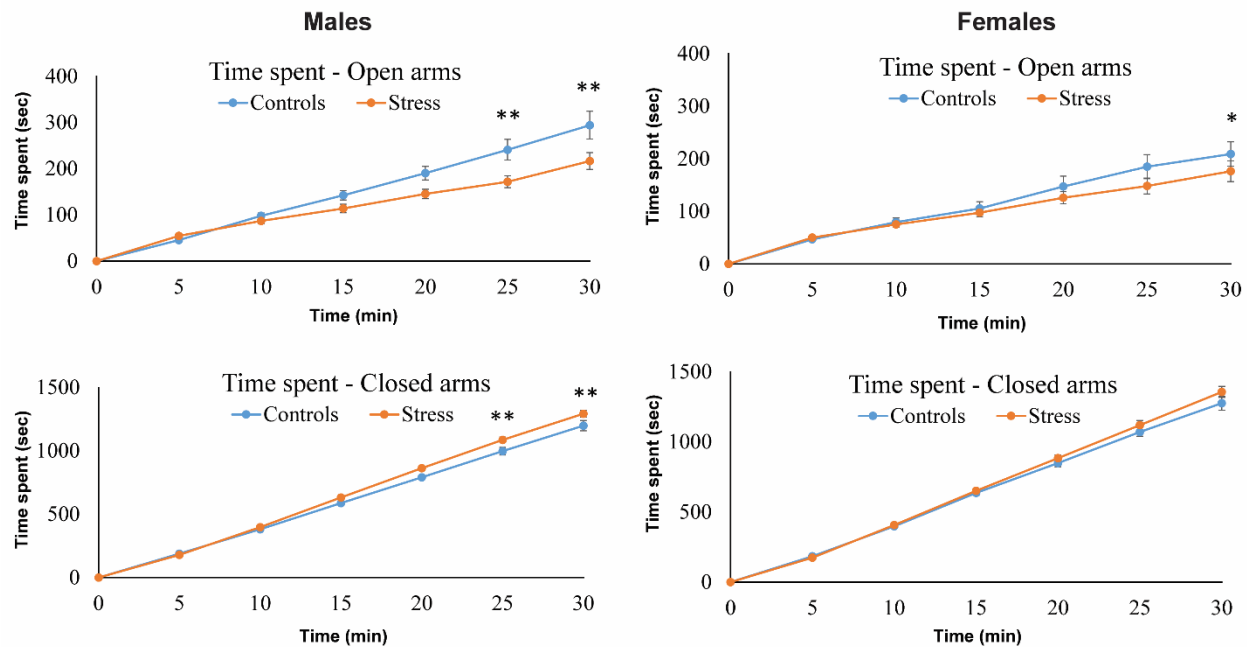 Males
Time spent - Open arms
Controls Stress
** **
Time spent (sec)
400
300
200
100
0
0 5 10 15 20 25 30
Time (min)
Females
Time spent - Open arms
Controls Stress
*
Time spent (sec)
400
300
200
100
0
0 5 10 15 20 25 30
Time (min)
Time spent - Closed arms
Controls Stress
** **
Time spent (sec)
1500
1000
500
0
0 5 10 15 20 25 30
Time (min)
Time spent - Closed arms
Controls Stress
Time spent (sec)
1500
1000
500
0
0 5 10 15 20 25 30
Time (min)